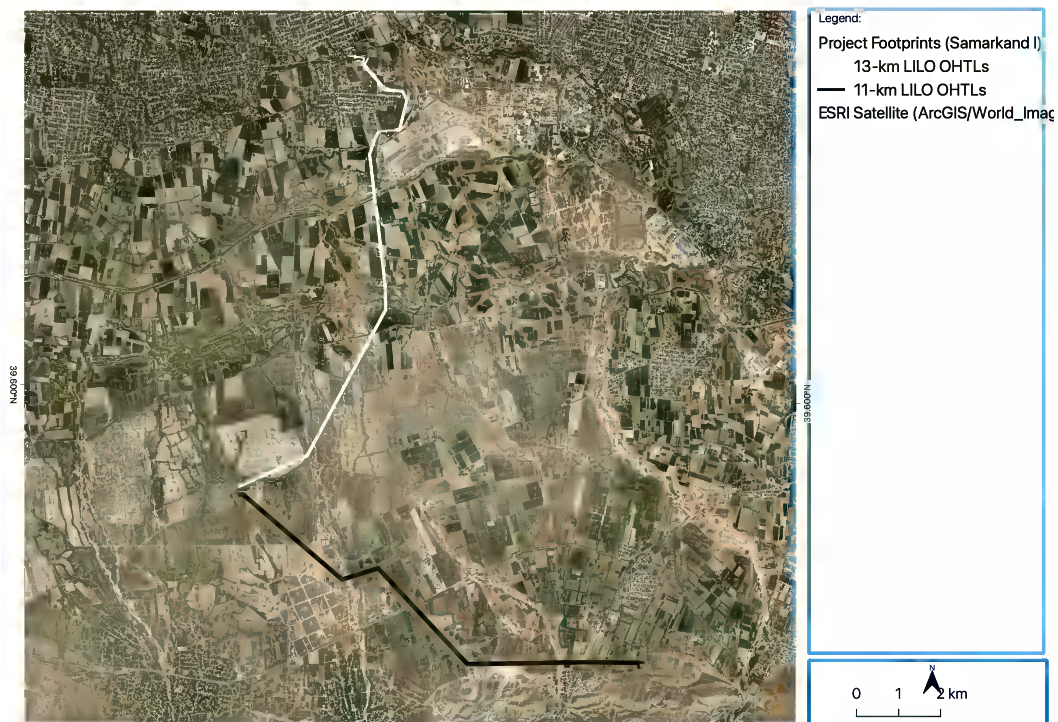 Legend:
Project Footprints (Samarkand I)
13-km LILO OHTLs
11-km LILO OHTLs
ESRI Satellite (ArcGIS/World_Imag
39.600°N
39.600°N
N
0 1 2 km